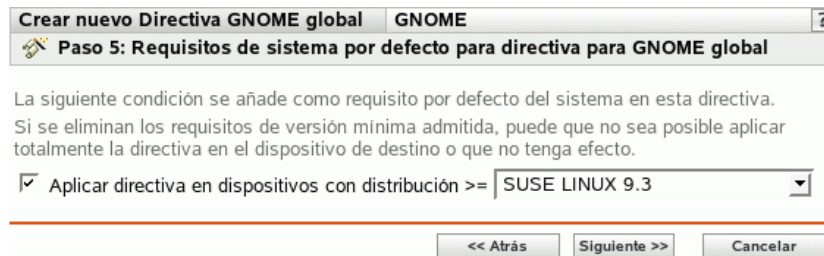 Crear nuevo Directiva GNOME global GNOME ?
Paso 5: Requisitos de sistema por defecto para directiva para GNOME global
La siguiente condición se añade como requisito por defecto del sistema en esta directiva.
Si se eliminan los requisitos de versión mínima admitida, puede que no sea posible aplicar
totalmente la directiva en el dispositivo de destino o que no tenga efecto.
Aplicar directiva en dispositivos con distribución >= SUSE LINUX 9.3
<< Atrás Siguiente >> Cancelar